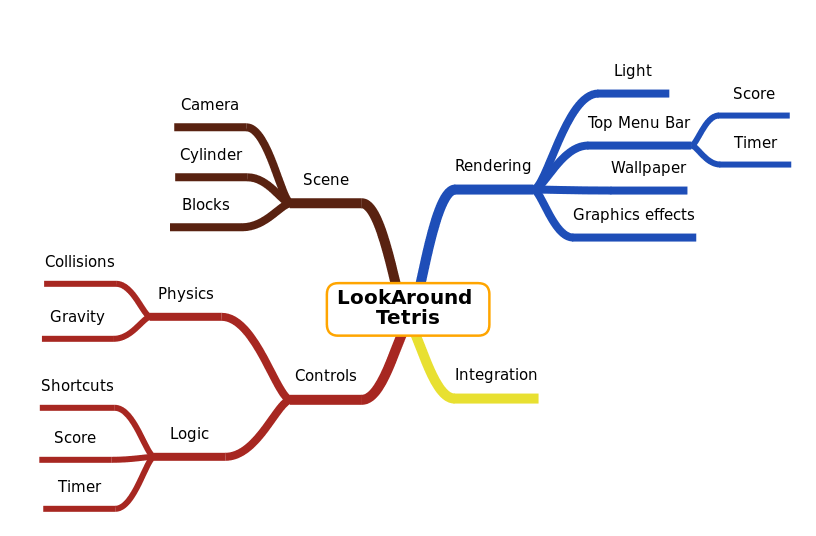 Light
Score
Camera
Top Menu Bar
Timer
Cylinder
Rendering
Wallpaper
Scene
Blocks
Graphics effects
Collisions
Physics
LookAround
Tetris
Gravity
Controls
Integration
Shortcuts
Logic
Score
Timer